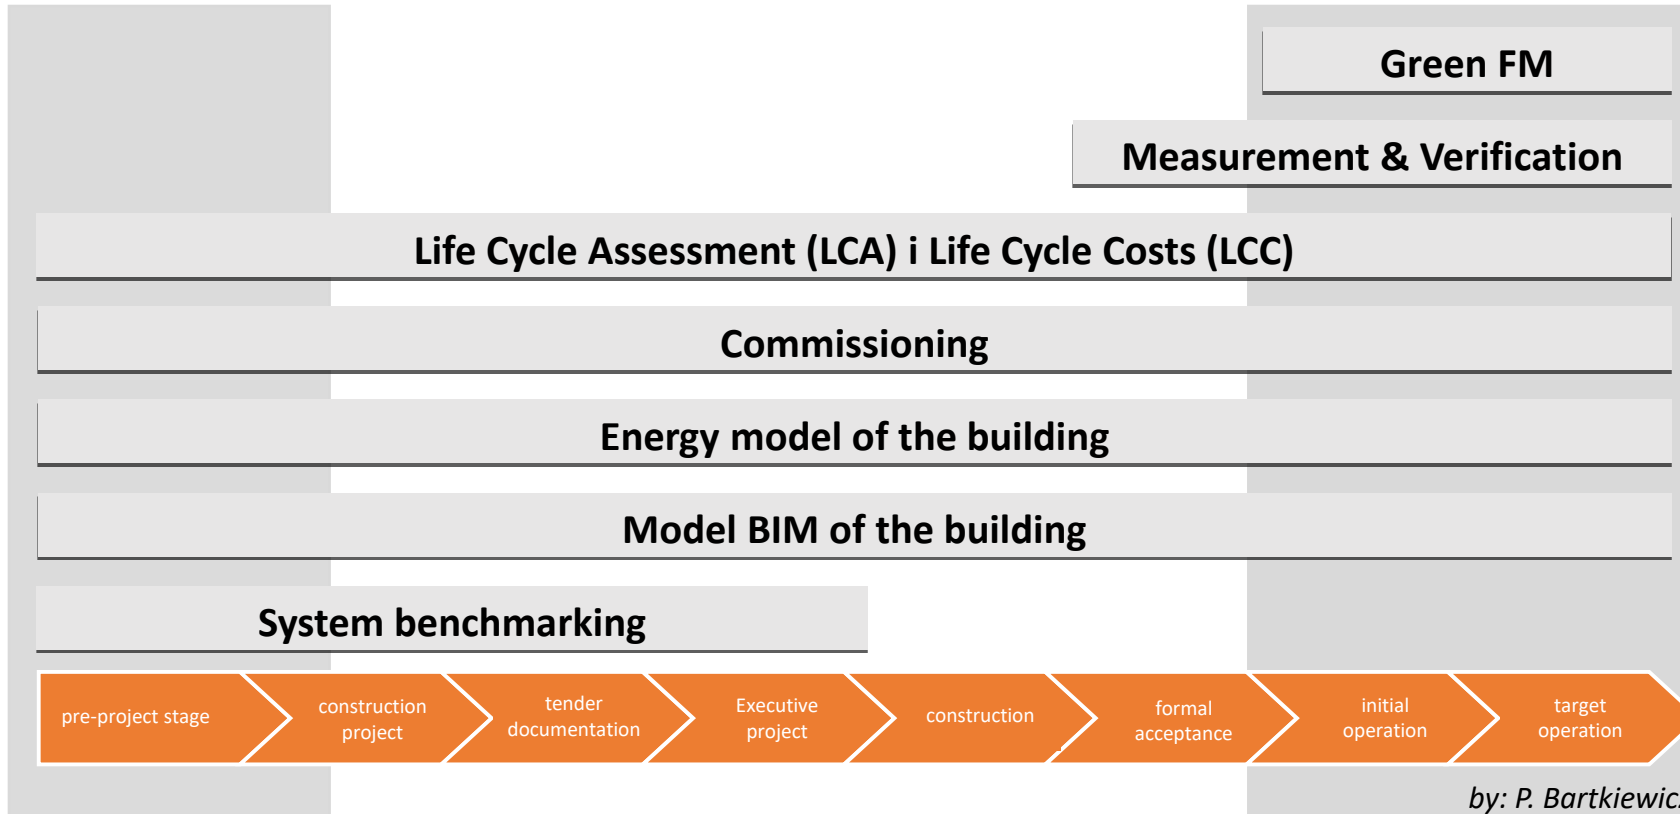 Green FM
Measurement & Verification
Life Cycle Assessment (LCA) i Life Cycle Costs (LCC)
Commissioning
Energy model of the building
Model BIM of the building
System benchmarking
pre-project stage
construction
project
tender
documentation
Executive
project
construction
formal
acceptance
initial
operation
target
operation
by: P. Bartkiewicz